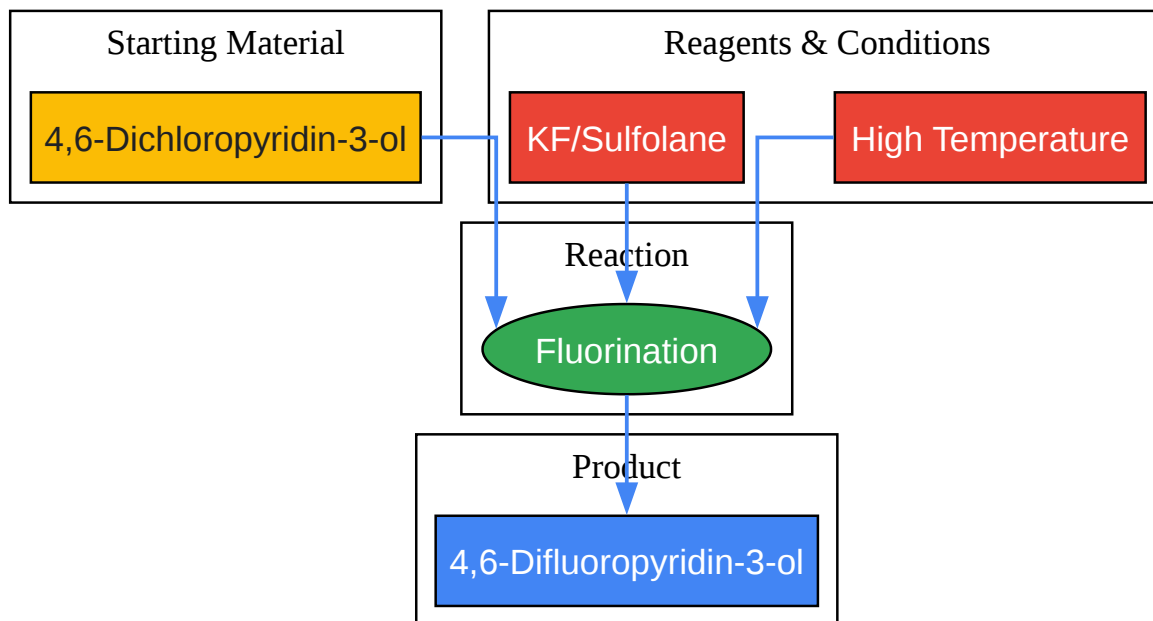 Starting Material
Reagents & Conditions
4,6-Dichloropyridin-3-ol
KF/Sulfolane
High Temperature
Reaction
Fluorination
Product
4,6-Difluoropyridin-3-ol